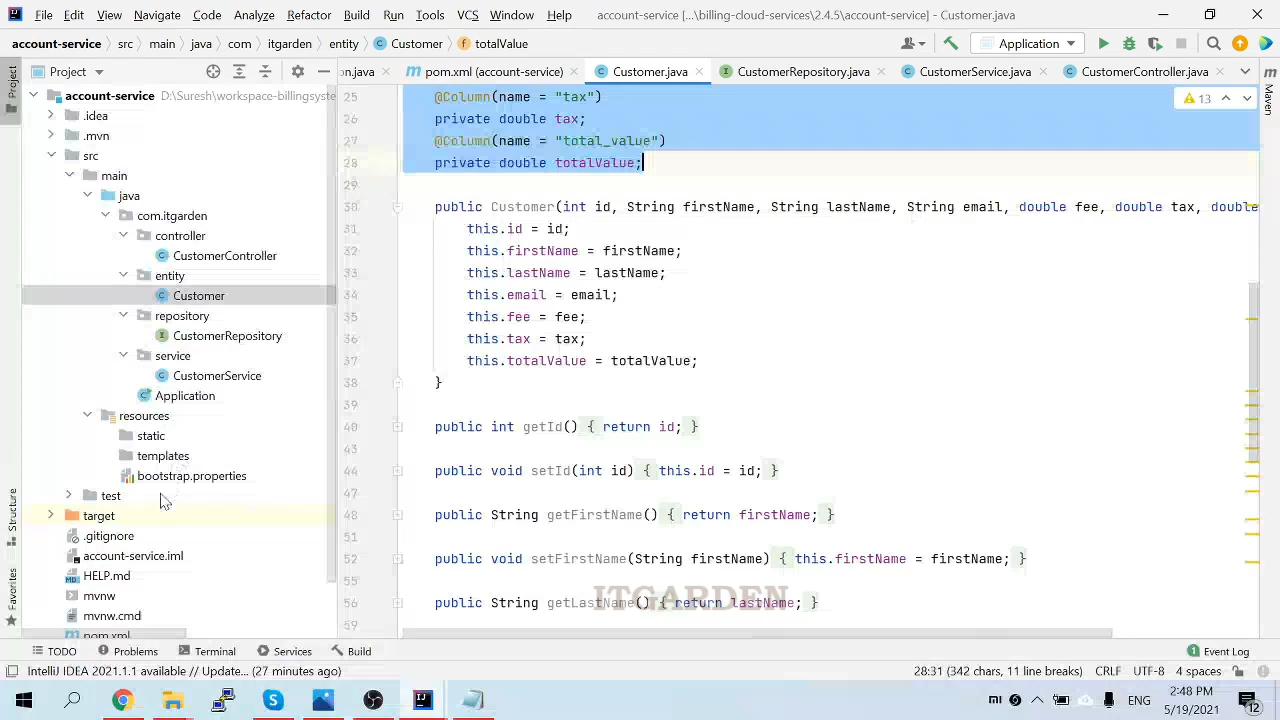 File Edit View Navigate Code Analyze Refactor Build Run Tools VCS Window Help account-service [...\billing-cloud-services\2.4.5\account-service] - Customer.java
account-service src main java com itgarden entity Customer totalValue Application
Project on.java pom.xml (account-service) Customer.java CustomerRepository.java CustomerService.java CustomerController.java
account-service D:\Suresh\workspace-billingsyste
.idea
.mvn
src
main
java
com.itgarden
controller
CustomerController
entity
Customer
repository
CustomerRepository
service
CustomerService
Application
resources
static
templates
bootstrap.properties
test
target
.gitignore
account-service.iml
HELP.md
mvnw
mvnw.cmd
pom.xml
Project
Structure
Favorites
Maven
13
25 @Column(name = "tax")
26 private double tax;
27 @Column(name = "total_value")
28 private double totalValue;
29
30 public Customer(int id, String firstName, String lastName, String email, double fee, double tax, double
31 this.id = id;
32 this.firstName = firstName;
33 this.lastName = lastName;
34 this.email = email;
35 this.fee = fee;
36 this.tax = tax;
37 this.totalValue = totalValue;
38 }
39
40 public int getId() { return id; }
43
44 public void setId(int id) { this.id = id; }
47
48 public String getFirstName() { return firstName; }
51
52 public void setFirstName(String firstName) { this.firstName = firstName; }
55
56 public String getLastName() { return lastName; }
59
ITGARDEN
TODO Problems Terminal Services Build 1 Event Log
IntelliJ IDEA 2021.1.1 available // Update... (27 minutes ago) 28:31 (342 chars, 11 line breaks) CRLF UTF-8 4 spaces
mi ENG 2:48 PM
5/19/2021 12